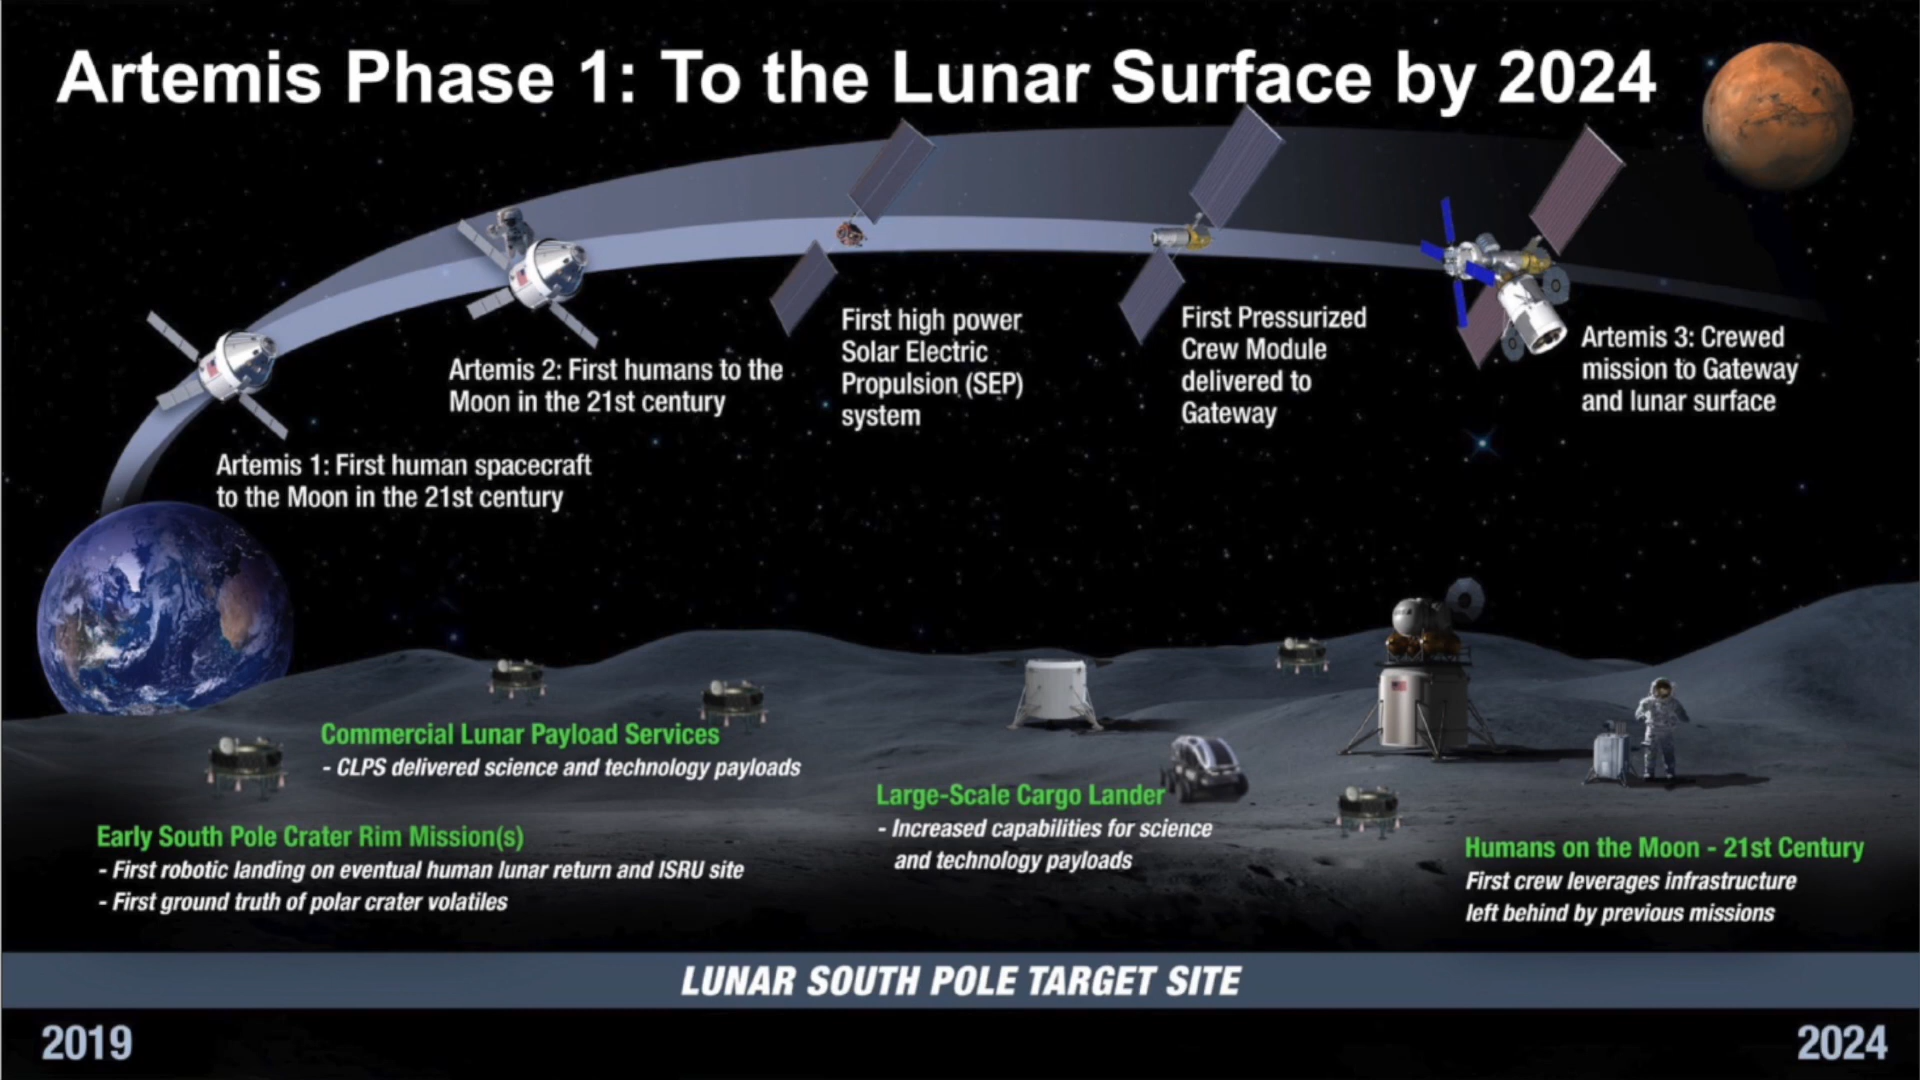 Artemis Phase 1: To the Lunar Surface by 2024
Artemis 1: First human spacecraft
to the Moon in the 21st century
Artemis 2: First humans to the
Moon in the 21st century
First high power
Solar Electric
Propulsion (SEP)
system
First Pressurized
Crew Module
delivered to
Gateway
Artemis 3: Crewed
mission to Gateway
and lunar surface
Commercial Lunar Payload Services
- CLPS delivered science and technology payloads
Early South Pole Crater Rim Mission(s)
- First robotic landing on eventual human lunar return and ISRU site
- First ground truth of polar crater volatiles
Large-Scale Cargo Lander
- Increased capabilities for science
and technology payloads
Humans on the Moon - 21st Century
First crew leverages infrastructure
left behind by previous missions
LUNAR SOUTH POLE TARGET SITE
2019
2024